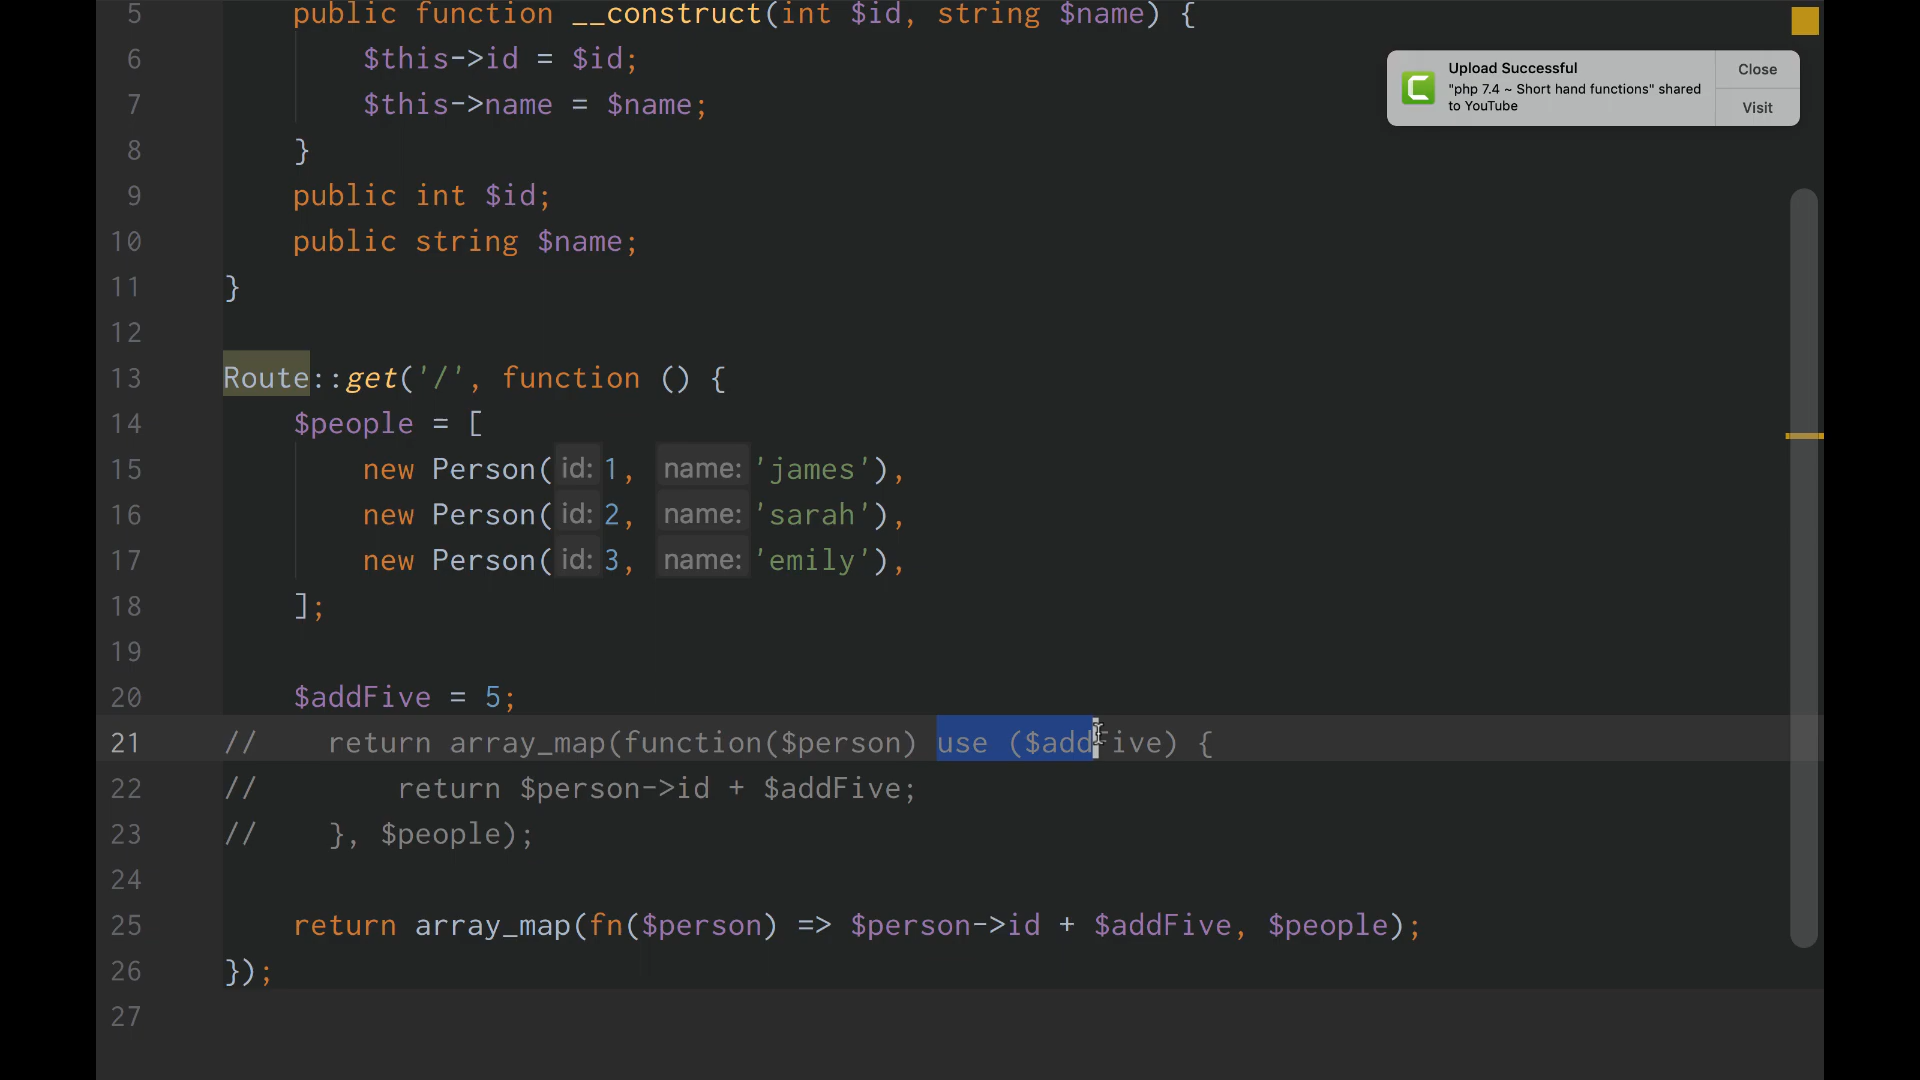 5 public function __construct(int $id, string $name) {
6 $this->id = $id;
7 $this->name = $name;
8 }
9 public int $id;
10 public string $name;
11 }
12
13 Route::get('/', function () {
14 $people = [
15 new Person( id: 1, name: 'james'),
16 new Person( id: 2, name: 'sarah'),
17 new Person( id: 3, name: 'emily'),
18 ];
19
20 $addFive = 5;
21 // return array_map(function($person) use ($addFive) {
22 // return $person->id + $addFive;
23 // }, $people);
24
25 return array_map(fn($person) => $person->id + $addFive, $people);
26 });
27
Upload Successful
"php 7.4 ~ Short hand functions" shared
to YouTube
Close
Visit